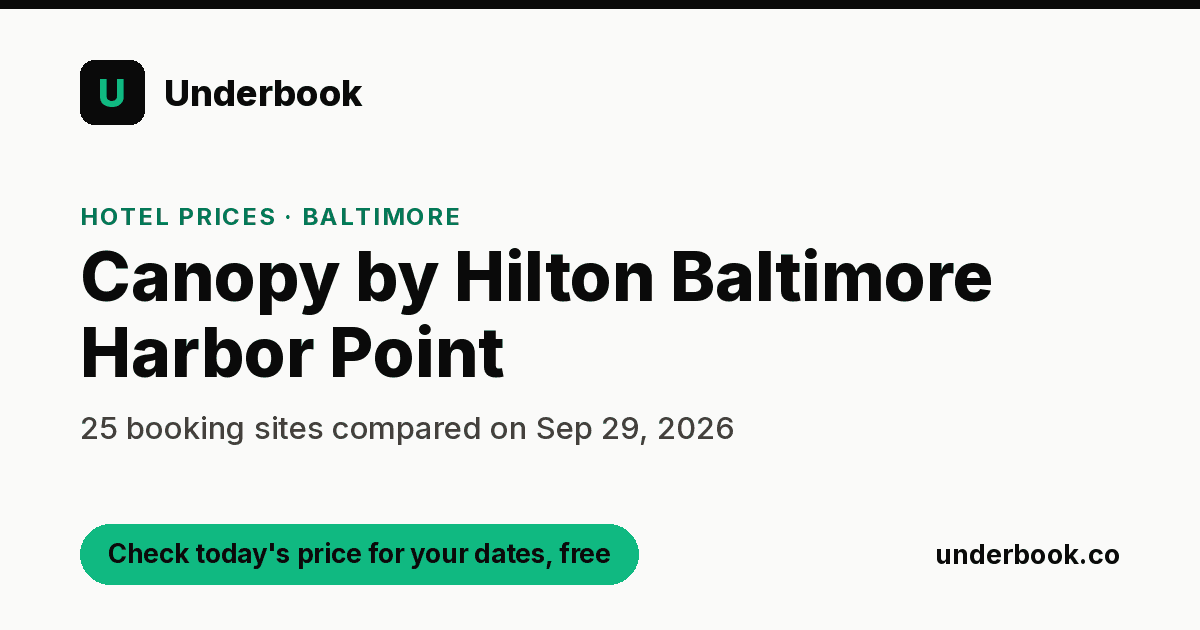 U
Underbook
HOTEL PRICES · BALTIMORE
Canopy by Hilton Baltimore
Harbor Point
25 booking sites compared on Sep 29, 2026
Check today's price for your dates, free
underbook.co